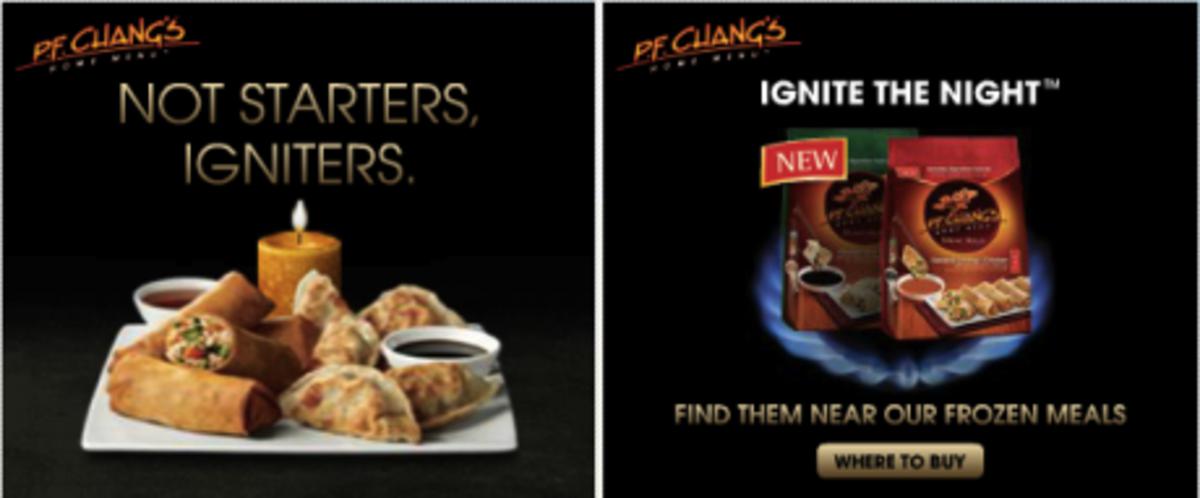 P.F. CHANG'S
HOME MENU
NOT STARTERS,
IGNITERS.
P.F. CHANG'S
HOME MENU
IGNITE THE NIGHT™
NEW
P.F. CHANG'S
FIND THEM NEAR OUR FROZEN MEALS
WHERE TO BUY